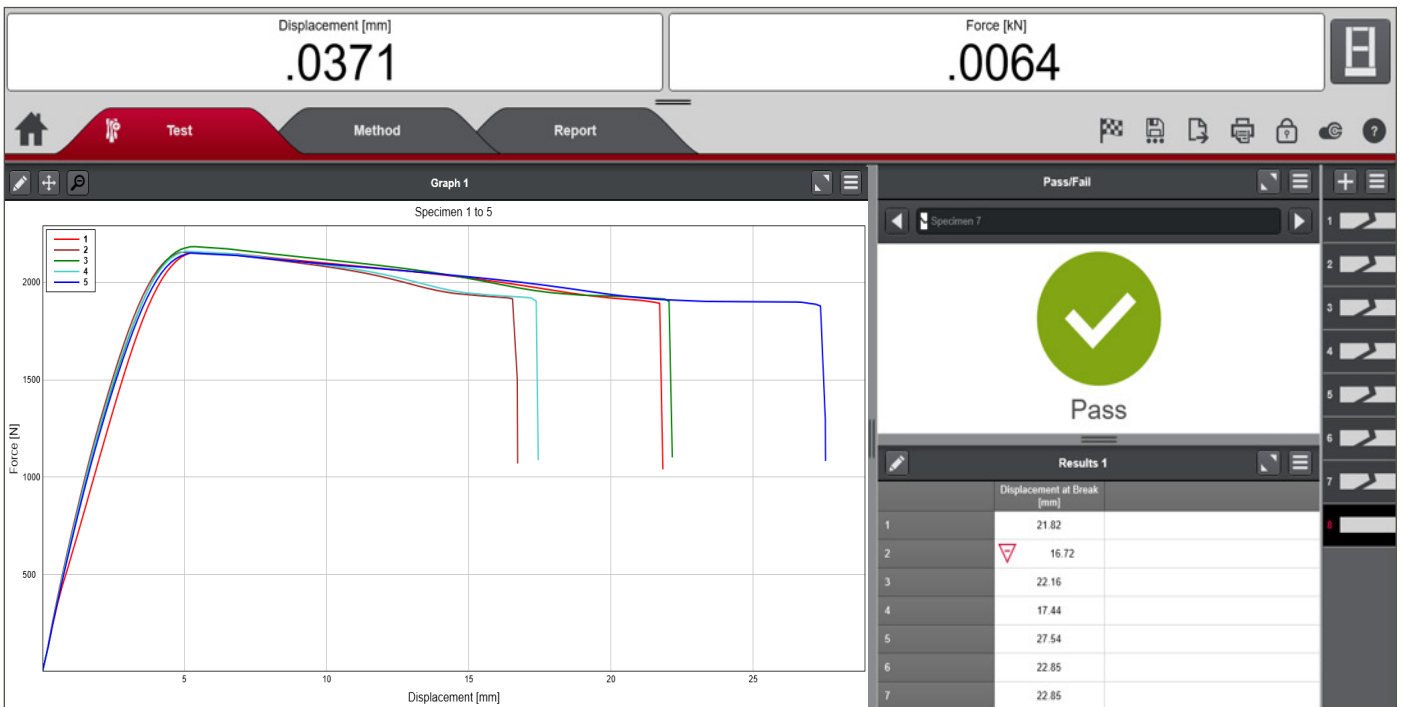 Displacement [mm]
.0371
Force [kN]
.0064
Test
Method
Report
?
Graph 1
Specimen 1 to 5
1
2
3
4
5
2000
1500
1000
500
Force [N]
5
10
15
20
25
Displacement [mm]
Pass/Fail
Specimen 7
Pass
Results 1
Displacement at Break
[mm]
1 21.82
2 16.72
3 22.16
4 17.44
5 27.54
6 22.85
7 22.85
1
2
3
4
5
6
7
8